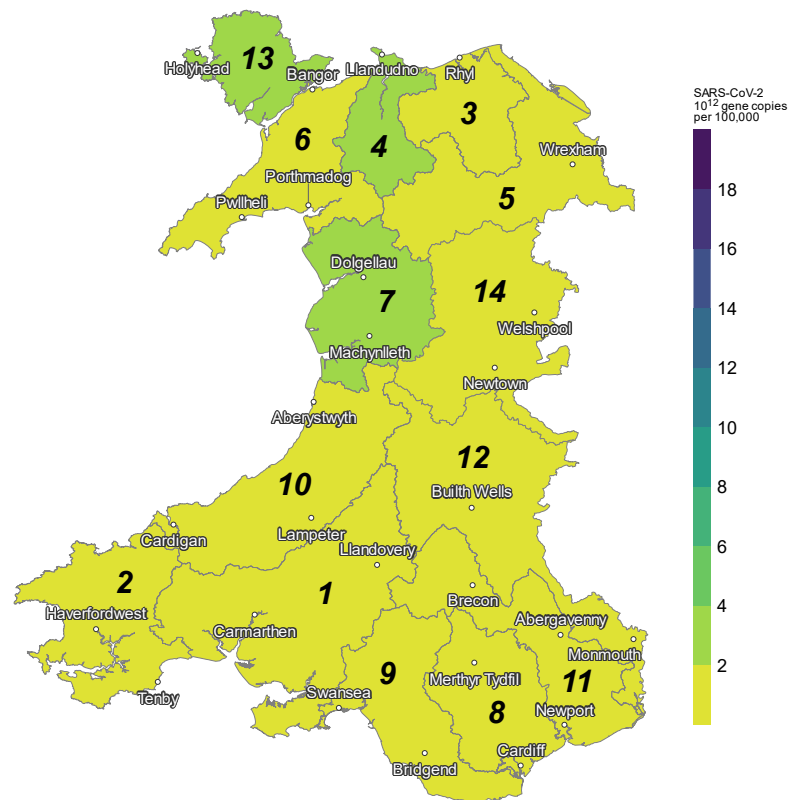 Holyhead
13
Bangor
Llandudno
Rhyl
3
6
4
Wrexham
Porthmadog
5
Pwllheli
Dolgellau
7
14
Welshpool
Machynlleth
Newtown
Aberystwyth
12
10
Builth Wells
Lampeter
Cardigan
Llandovery
2
1
Brecon
Haverfordwest
Carmarthen
Abergavenny
Monmouth
9
Merthyr Tydfil
11
Tenby
Swansea
8
Newport
Cardiff
Bridgend
SARS-CoV-2
10¹² gene copies
per 100,000
18
16
14
12
10
8
6
4
2